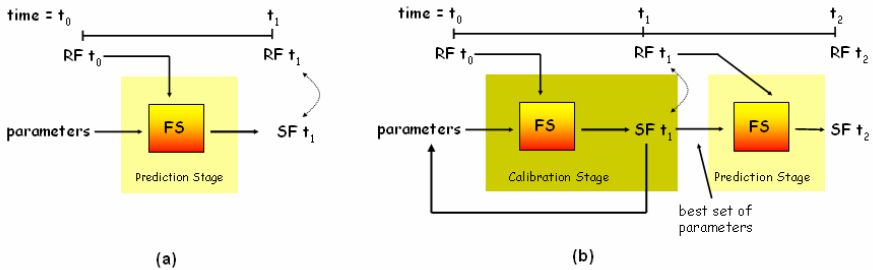 time = t0 t1
RF t0 RF t1
parameters FS SF t1
Prediction Stage
(a)
time = t0 t1 t2
RF t0 RF t1 RF t2
parameters FS SF t1 FS SF t2
Calibration Stage Prediction Stage
best set of
parameters
(b)